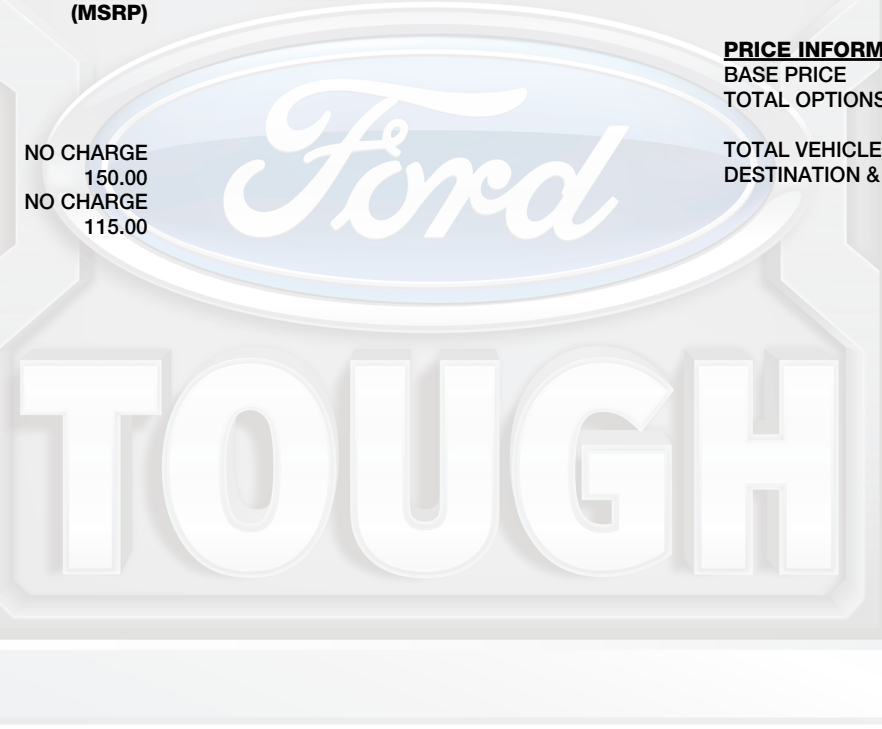 (MSRP)
NO CHARGE
150.00
NO CHARGE
115.00
PRICE INFORM
BASE PRICE
TOTAL OPTIONS
TOTAL VEHICLE
DESTINATION &
Ford
TOUGH